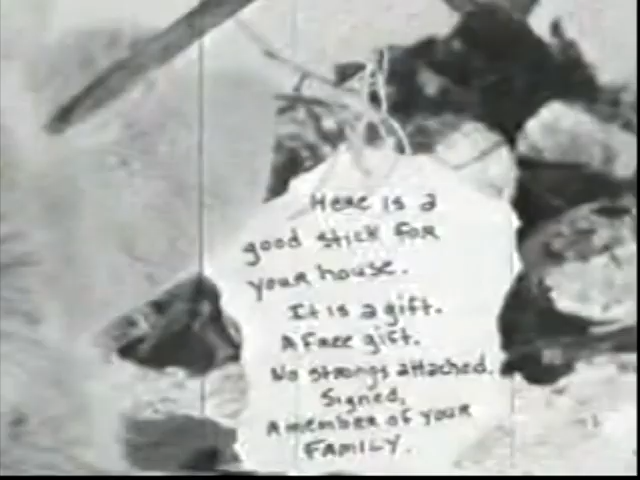 Here is a
good stick for
your house.
It is a gift.
A free gift.
No strongs attached.
Signed,
A member of your
FAMILY.